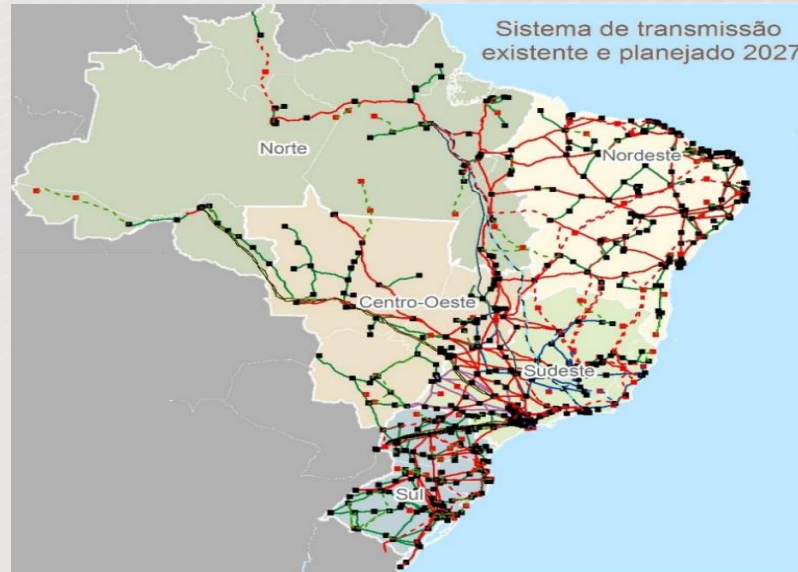 Sistema de transmissão
existente e planejado 2027
Norte
Nordeste
Centro-Oeste
Sudeste
Sul